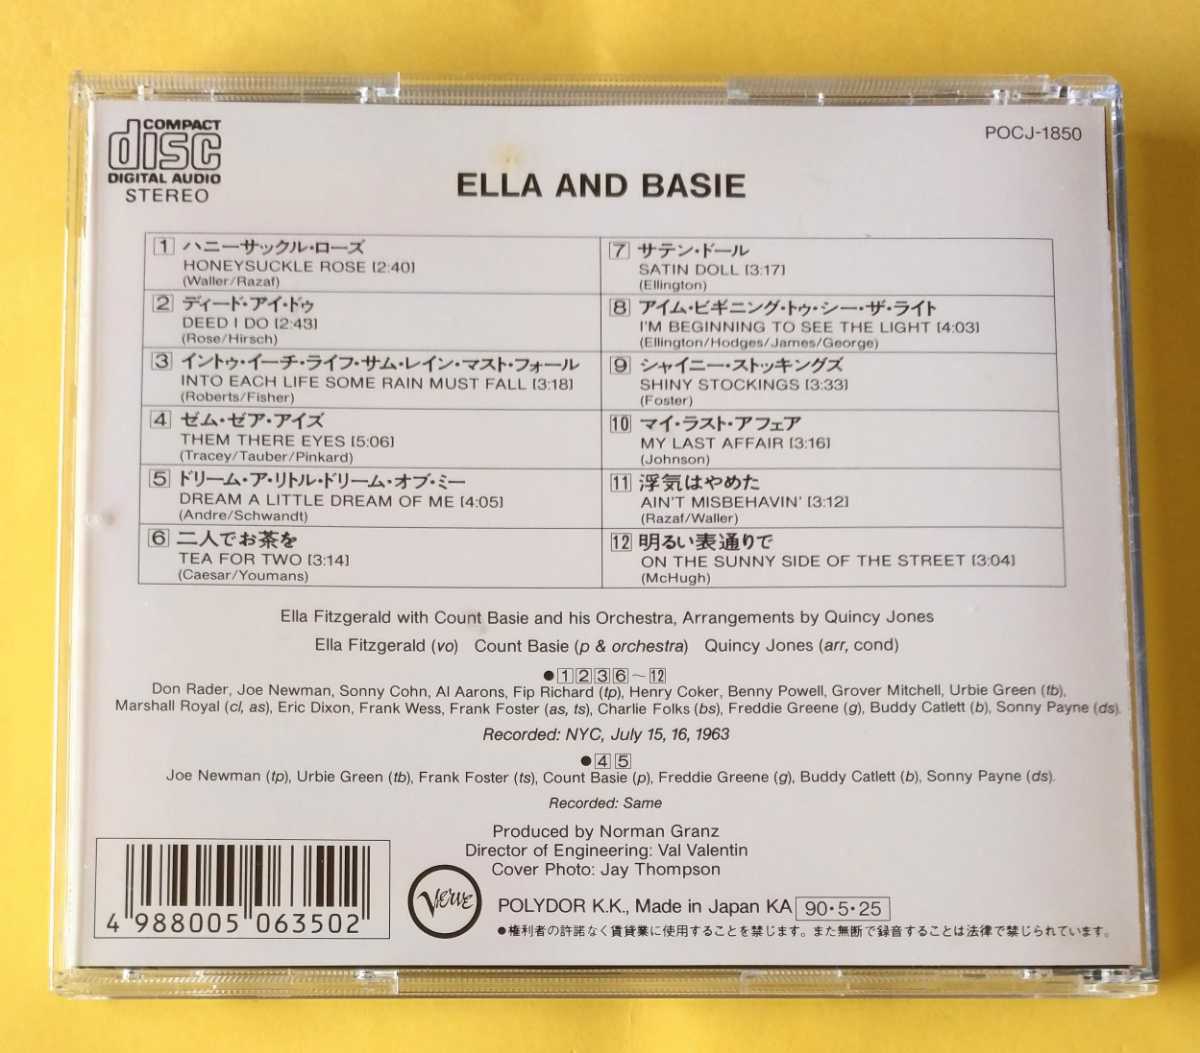 COMPACT
disc
DIGITAL AUDIO
STEREO
POCJ-1850
ELLA AND BASIE
1 ハニーサックル・ローズ
HONEYSUCKLE ROSE [2:40]
(Waller/Razaf)
2 ディード・アイ・ドゥ
DEED I DO [2:43]
(Rose/Hirsch)
3 イントゥ・イーチ・ライフ・サム・レイン・マスト・フォール
INTO EACH LIFE SOME RAIN MUST FALL [3:18]
(Roberts/Fisher)
4 ゼム・ゼア・アイズ
THEM THERE EYES [5:06]
(Tracey/Tauber/Pinkard)
5 ドリーム・ア・リトル・ドリーム・オブ・ミー
DREAM A LITTLE DREAM OF ME [4:05]
(Andre/Schwandt)
6 二人でお茶を
TEA FOR TWO [3:14]
(Caesar/Youmans)
7 サテン・ドール
SATIN DOLL [3:17]
(Ellington)
8 アイム・ビギニング・トゥ・シー・ザ・ライト
I'M BEGINNING TO SEE THE LIGHT [4:03]
(Ellington/Hodges/James/George)
9 シャイニー・ストッキングズ
SHINY STOCKINGS [3:33]
(Foster)
10 マイ・ラスト・アフェア
MY LAST AFFAIR [3:16]
(Johnson)
11 浮気はやめた
AIN'T MISBEHAVIN' [3:12]
(Razaf/Waller)
12 明るい表通りで
ON THE SUNNY SIDE OF THE STREET [3:04]
(McHugh)
Ella Fitzgerald with Count Basie and his Orchestra, Arrangements by Quincy Jones
Ella Fitzgerald (vo) Count Basie (p & orchestra) Quincy Jones (arr, cond)
●1 2 3 6~12
Don Rader, Joe Newman, Sonny Cohn, Al Aarons, Fip Richard (tp), Henry Coker, Benny Powell, Grover Mitchell, Urbie Green (tb),
Marshall Royal (cl, as), Eric Dixon, Frank Wess, Frank Foster (as, ts), Charlie Folks (bs), Freddie Greene (g), Buddy Catlett (b), Sonny Payne (ds).
Recorded: NYC, July 15, 16, 1963
●4 5
Joe Newman (tp), Urbie Green (tb), Frank Foster (ts), Count Basie (p), Freddie Greene (g), Buddy Catlett (b), Sonny Payne (ds).
Recorded: Same
Produced by Norman Granz
Director of Engineering: Val Valentin
Cover Photo: Jay Thompson
4 988005 063502
Verve
POLYDOR K.K., Made in Japan KA 90・5・25
●権利者の許諾なく賃貸業に使用することを禁じます。また無断で録音することは法律で禁じられています。